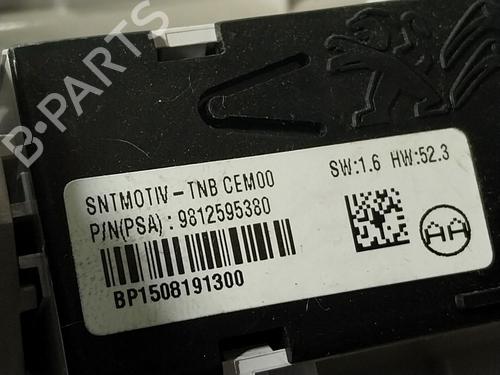 B·PARTS
SNTMOTIV-TNB CEM00
SW:1.6 HW:52.3
P/N(PSA) : 9812595380
AA
BP1508191300